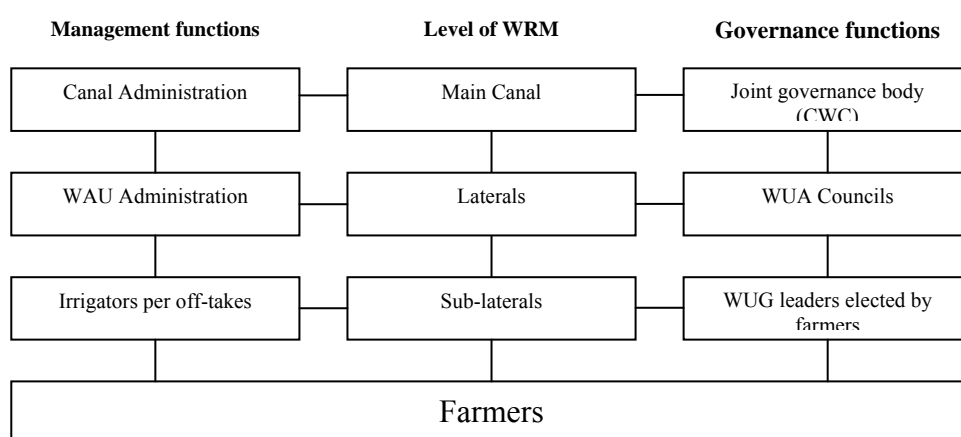 Management functions
Level of WRM
Governance functions
Canal Administration
Main Canal
Joint governance body
(CWC)
WAU Administration
Laterals
WUA Councils
Irrigators per off-takes
Sub-laterals
WUG leaders elected by
farmers
Farmers